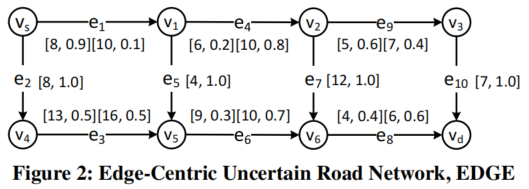 vs e1 v1 e4 v2 e9 v3
[8, 0.9][10, 0.1] [6, 0.2][10, 0.8] [5, 0.6][7, 0.4]
e2 [8, 1.0] e5 [4, 1.0] e7 [12, 1.0] e10 [7, 1.0]
[13, 0.5][16, 0.5] [9, 0.3][10, 0.7] [4, 0.4][6, 0.6]
v4 e3 v5 e6 v6 e8 vd
Figure 2: Edge-Centric Uncertain Road Network, EDGE